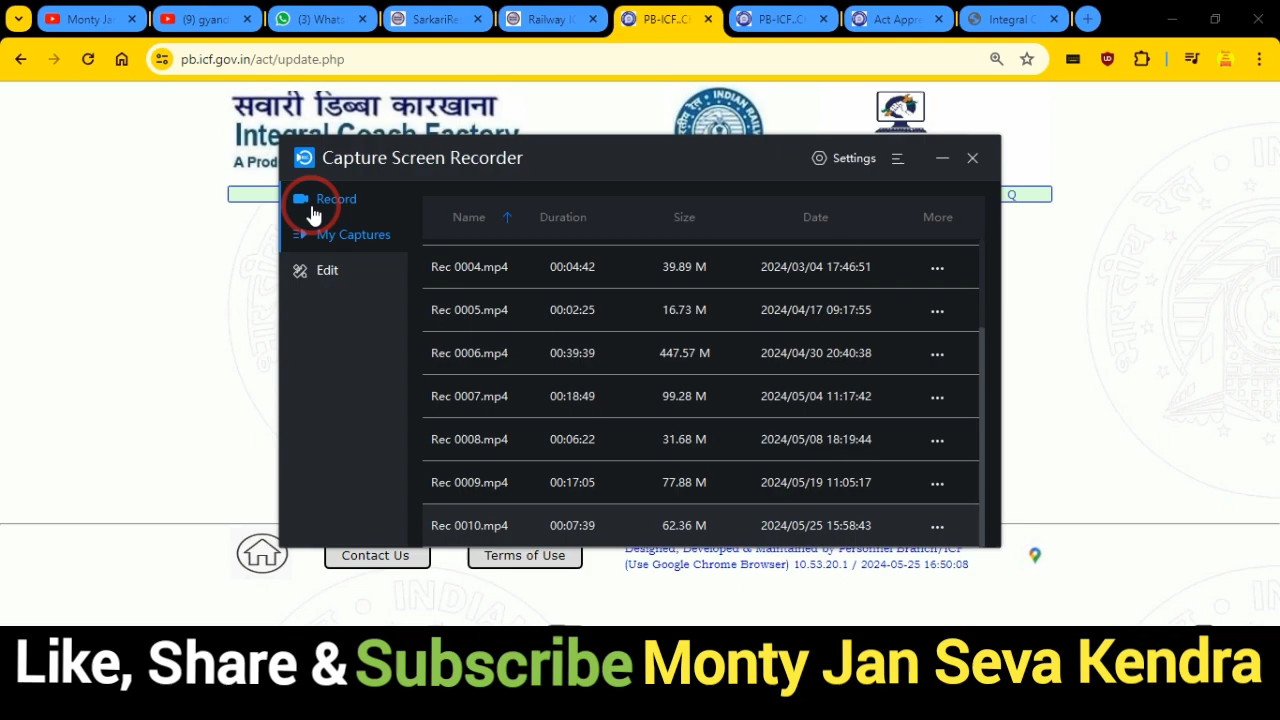 Monty Ja
(9) gyand
(3) Whats
SarkariRe
Railway IC
PB-ICF..Ch
PB-ICF..Ch
Act Appre
Integral C
pb.icf.gov.in/act/update.php
सवारी डिब्बा कारखाना
Integral Coach Factory
A Prod
INDIAN RAIL
Capture Screen Recorder
Settings
Record
My Captures
Edit
Name Duration Size Date More
Rec 0004.mp4 00:04:42 39.89 M 2024/03/04 17:46:51
Rec 0005.mp4 00:02:25 16.73 M 2024/04/17 09:17:55
Rec 0006.mp4 00:39:39 447.57 M 2024/04/30 20:40:38
Rec 0007.mp4 00:18:49 99.28 M 2024/05/04 11:17:42
Rec 0008.mp4 00:06:22 31.68 M 2024/05/08 18:19:44
Rec 0009.mp4 00:17:05 77.88 M 2024/05/19 11:05:17
Rec 0010.mp4 00:07:39 62.36 M 2024/05/25 15:58:43
Q
Contact Us
Terms of Use
Designed, Developed & Maintained by Personnel Branch/ICF
(Use Google Chrome Browser) 10.53.20.1 / 2024-05-25 16:50:08
Like, Share & Subscribe Monty Jan Seva Kendra